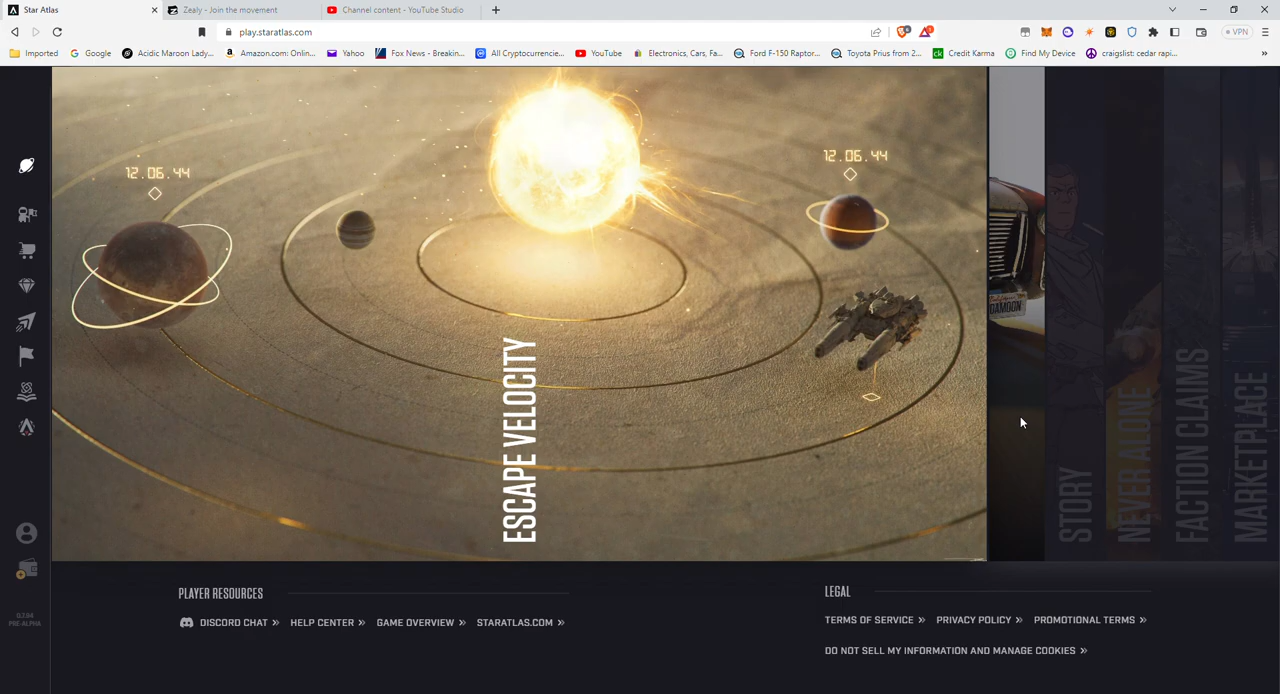 Star Atlas
Zealy - Join the movement
Channel content - YouTube Studio
play.staratlas.com
VPN
Imported
Google
Acidic Maroon Lady...
Amazon.com: Onlin...
Yahoo
Fox News - Breakin...
All Cryptocurrencie...
YouTube
Electronics, Cars, Fa...
Ford F-150 Raptor...
Toyota Prius from 2...
Credit Karma
Find My Device
craigslist: cedar rapi...
12.06.44
12.06.44
ESCAPE VELOCITY
STORY
NEVER ALONE
FACTION CLAIMS
MARKETPLACE
PLAYER RESOURCES
DISCORD CHAT
HELP CENTER
GAME OVERVIEW
STARATLAS.COM
LEGAL
TERMS OF SERVICE
PRIVACY POLICY
PROMOTIONAL TERMS
DO NOT SELL MY INFORMATION AND MANAGE COOKIES
PRE-ALPHA